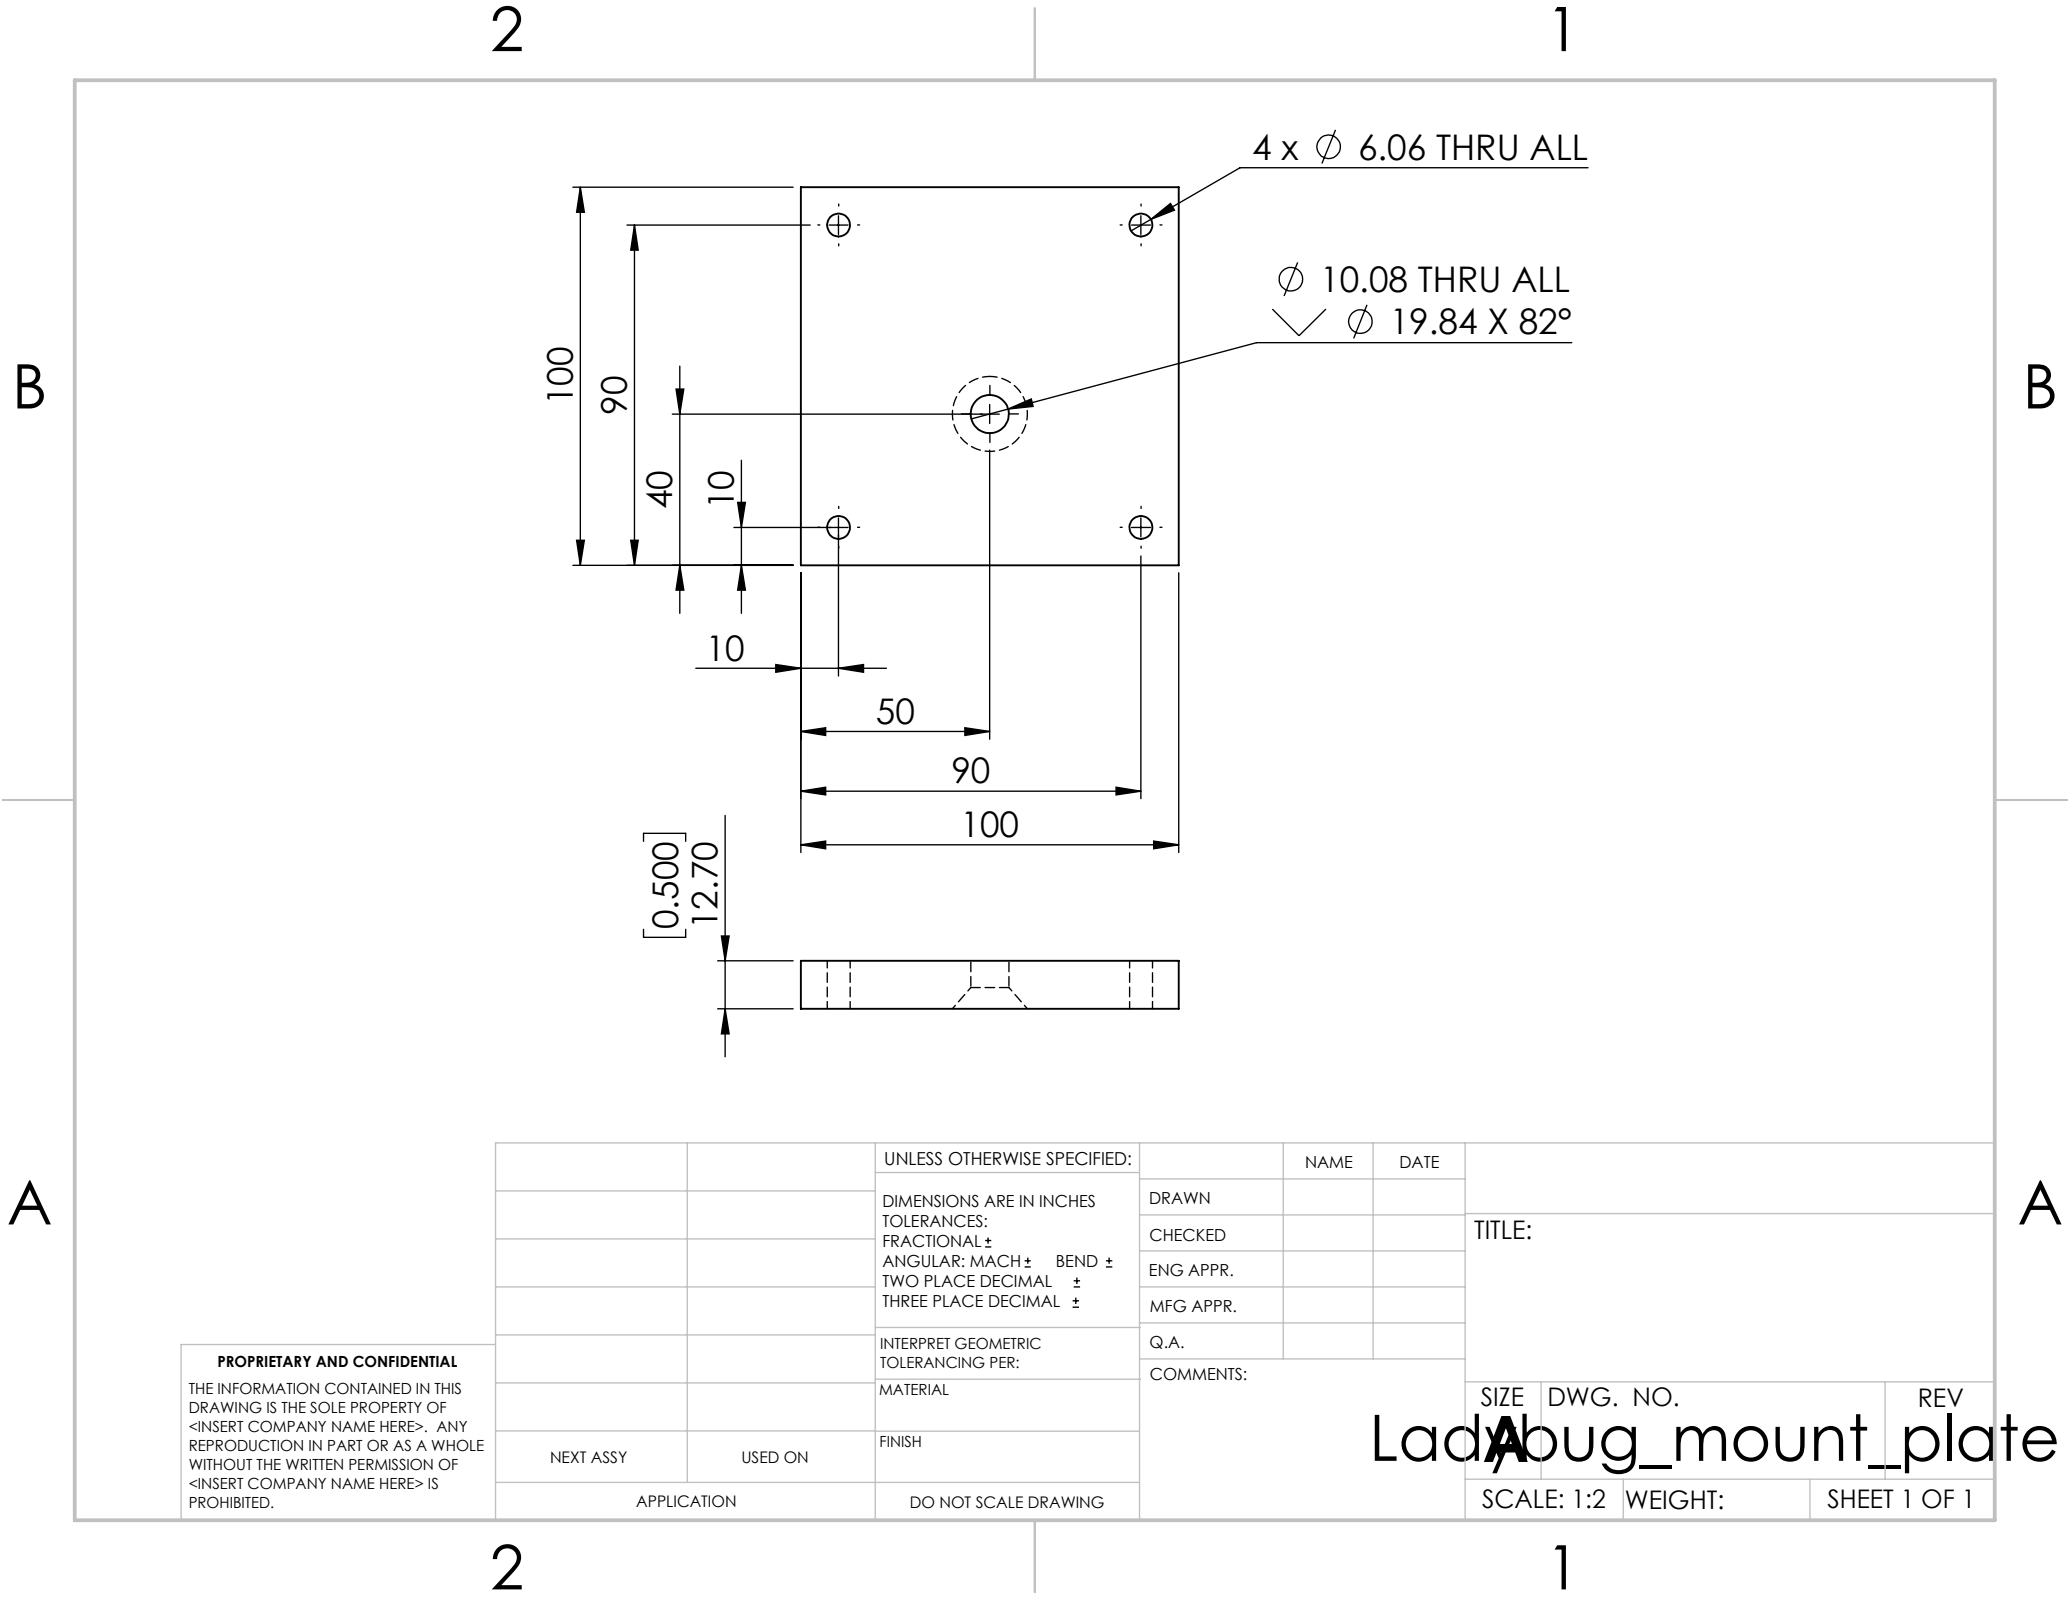 2
1
4 x ∅ 6.06 THRU ALL
∅ 10.08 THRU ALL
⌵ ∅ 19.84 X 82°
B
B
100
90
40
10
10
50
90
100
[0.500]
12.70
A
A
UNLESS OTHERWISE SPECIFIED:
DIMENSIONS ARE IN INCHES
TOLERANCES:
FRACTIONAL ±
ANGULAR: MACH ± BEND ±
TWO PLACE DECIMAL ±
THREE PLACE DECIMAL ±
INTERPRET GEOMETRIC
TOLERANCING PER:
MATERIAL
FINISH
DO NOT SCALE DRAWING
NAME
DATE
DRAWN
CHECKED
ENG APPR.
MFG APPR.
Q.A.
COMMENTS:
TITLE:
SIZE
A
DWG. NO.
REV
Ladybug_mount_plate
SCALE: 1:2
WEIGHT:
SHEET 1 OF 1
PROPRIETARY AND CONFIDENTIAL
THE INFORMATION CONTAINED IN THIS
DRAWING IS THE SOLE PROPERTY OF
<INSERT COMPANY NAME HERE>. ANY
REPRODUCTION IN PART OR AS A WHOLE
WITHOUT THE WRITTEN PERMISSION OF
<INSERT COMPANY NAME HERE> IS
PROHIBITED.
NEXT ASSY
USED ON
APPLICATION
2
1